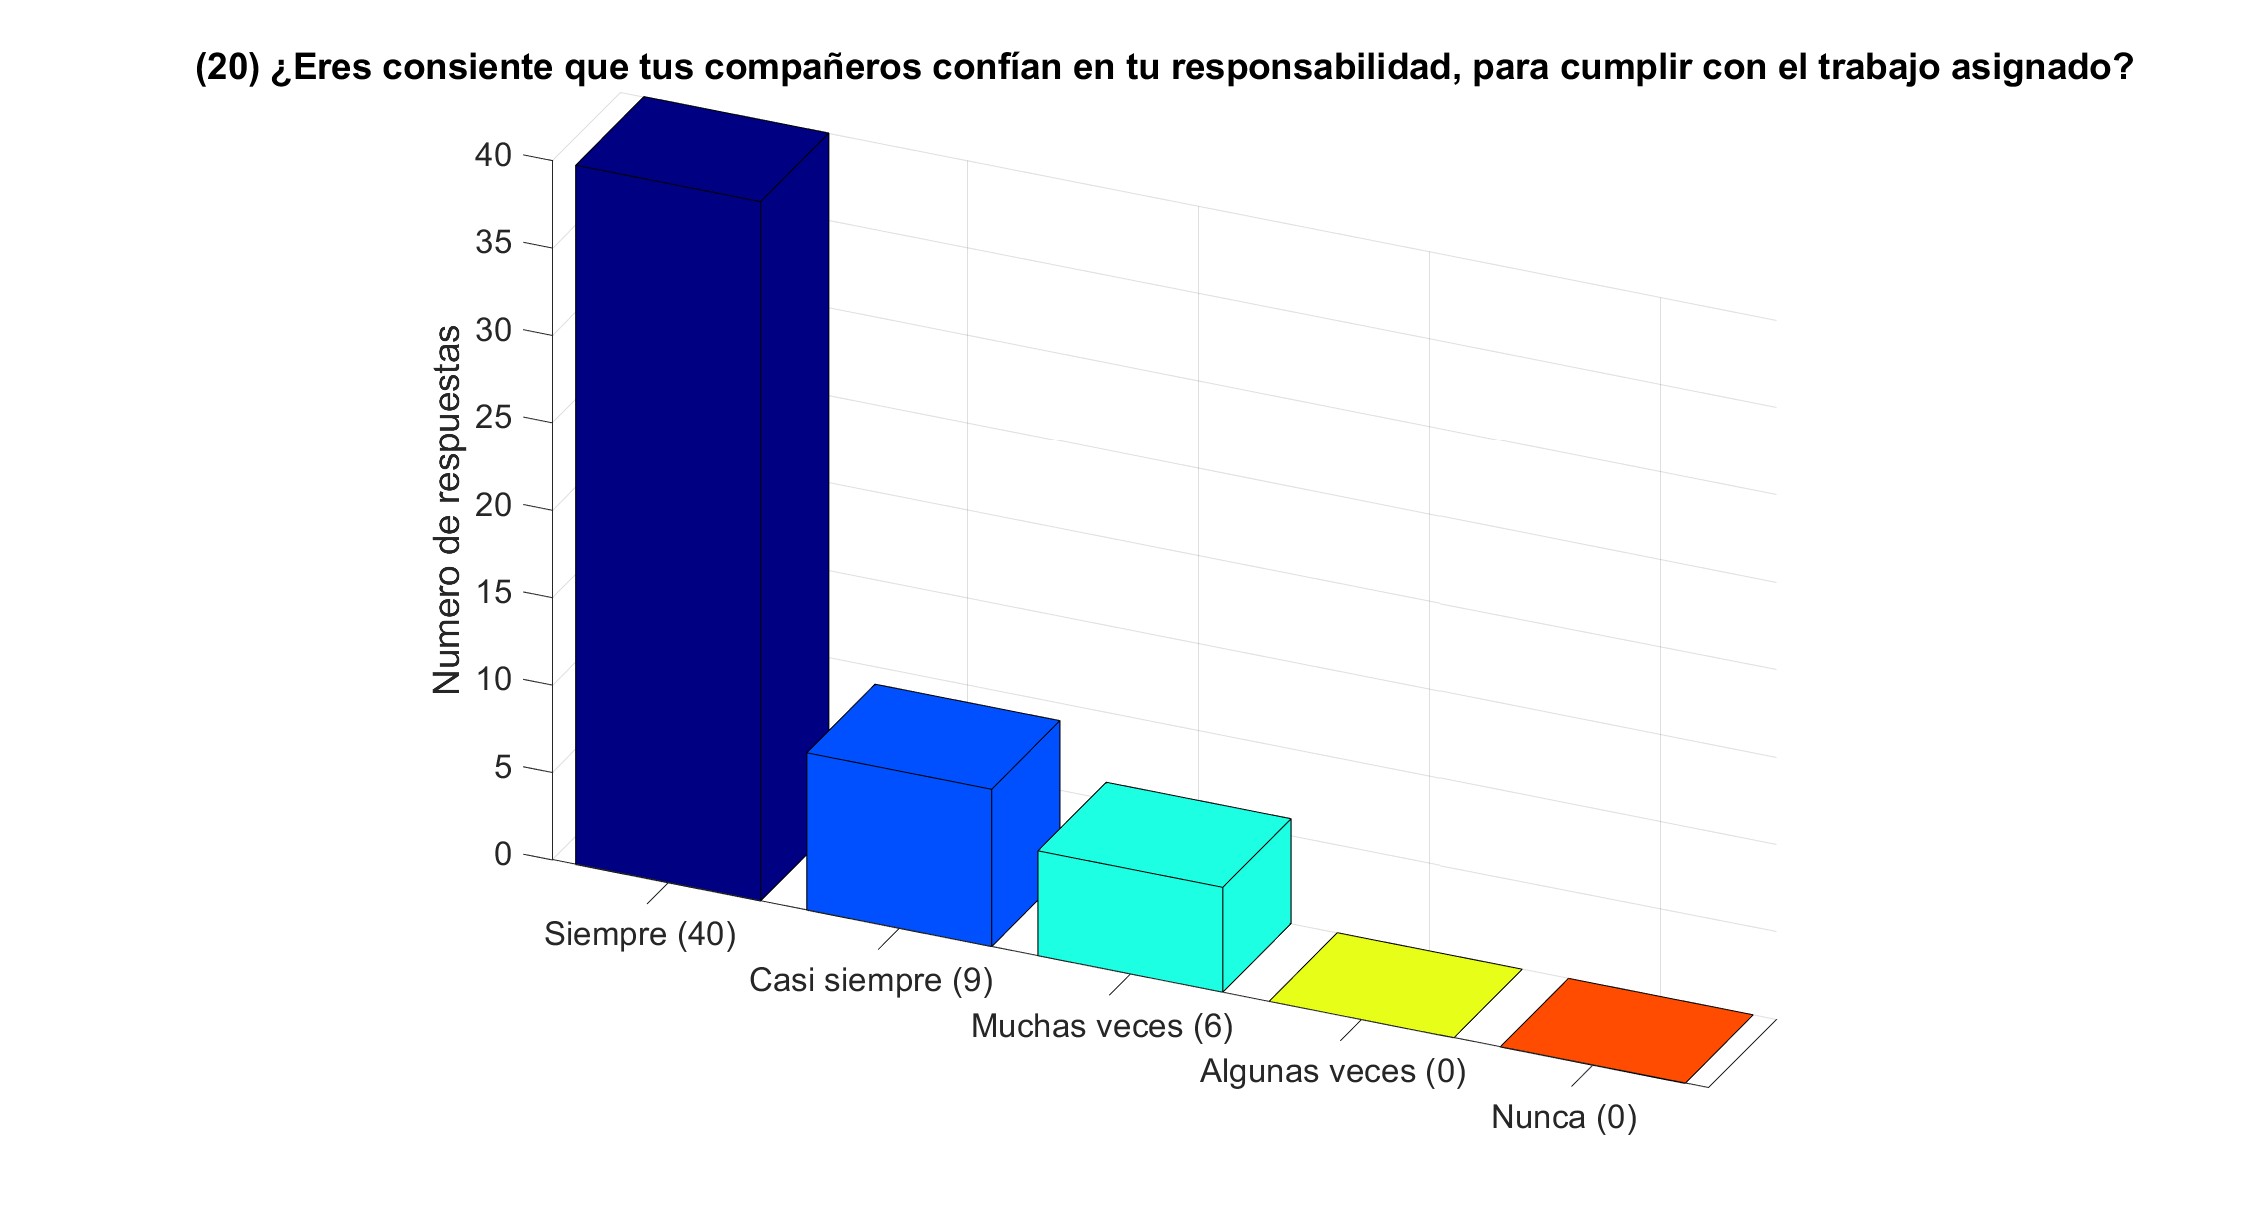 (20) ¿Eres consiente que tus compañeros confían en tu responsabilidad, para cumplir con el trabajo asignado?
Numero de respuestas
40
35
30
25
20
15
10
5
0
Siempre (40)
Casi siempre (9)
Muchas veces (6)
Algunas veces (0)
Nunca (0)